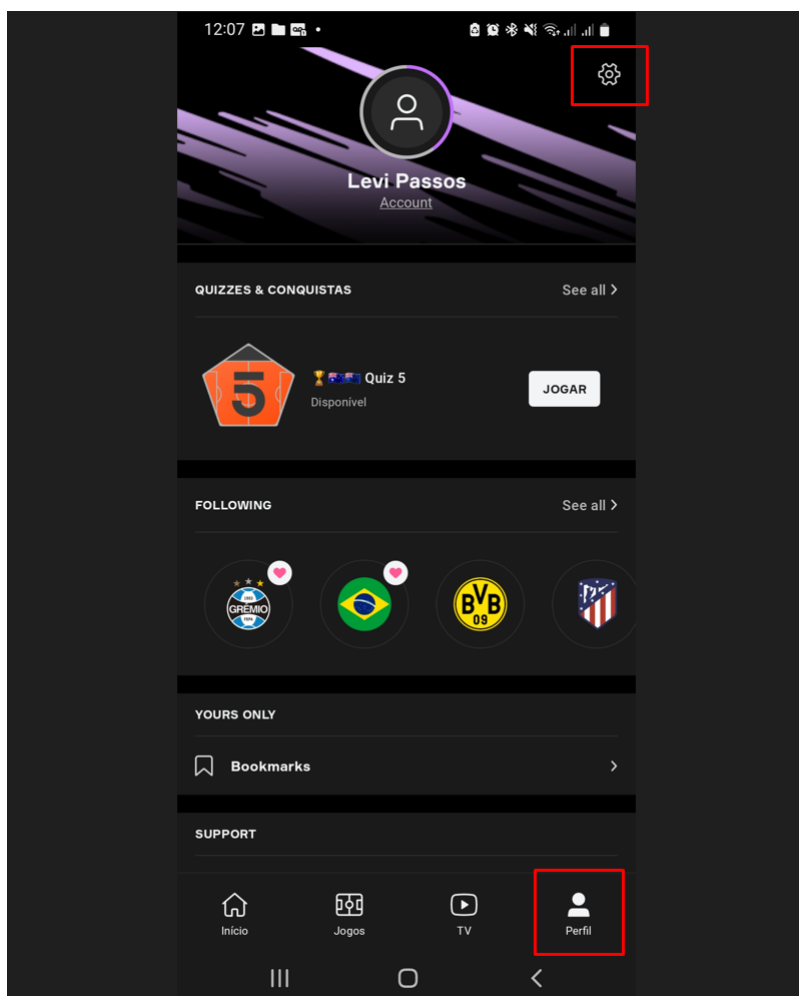 12:07
Levi Passos
Account
QUIZZES & CONQUISTAS
See all
5
Quiz 5
Disponível
JOGAR
FOLLOWING
See all
GRÊMIO
BVB
09
YOURS ONLY
Bookmarks
SUPPORT
Início
Jogos
TV
Perfil